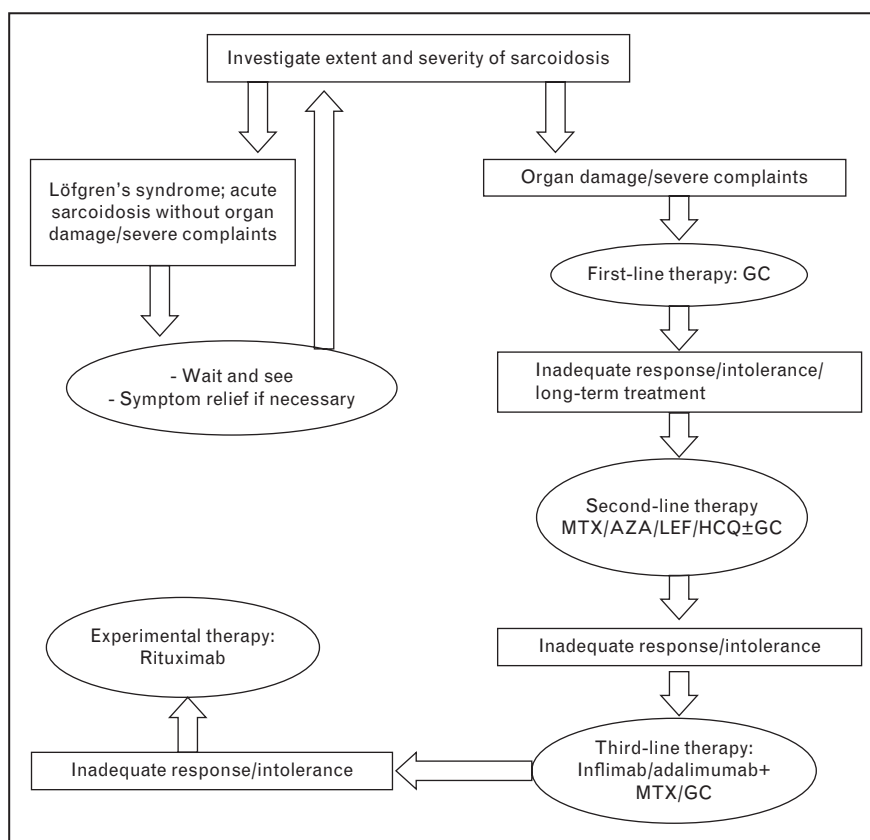 Investigate extent and severity of sarcoidosis
Löfgren's syndrome; acute
sarcoidosis without organ
damage/severe complaints
- Wait and see
- Symptom relief if necessary
Organ damage/severe complaints
First-line therapy: GC
Inadequate response/intolerance/
long-term treatment
Second-line therapy
MTX/AZA/LEF/HCQ±GC
Inadequate response/intolerance
Third-line therapy:
Inflimab/adalimumab+
MTX/GC
Inadequate response/intolerance
Experimental therapy:
Rituximab